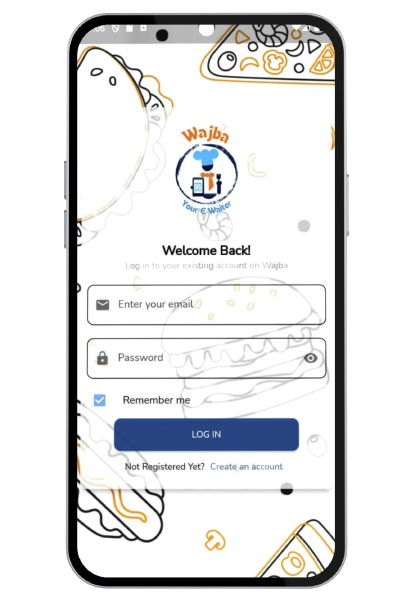 Wajba
Your E-Waiter
Welcome Back!
Log in to your existing account on Wajba
Enter your email
Password
Remember me
LOG IN
Not Registered Yet? Create an account